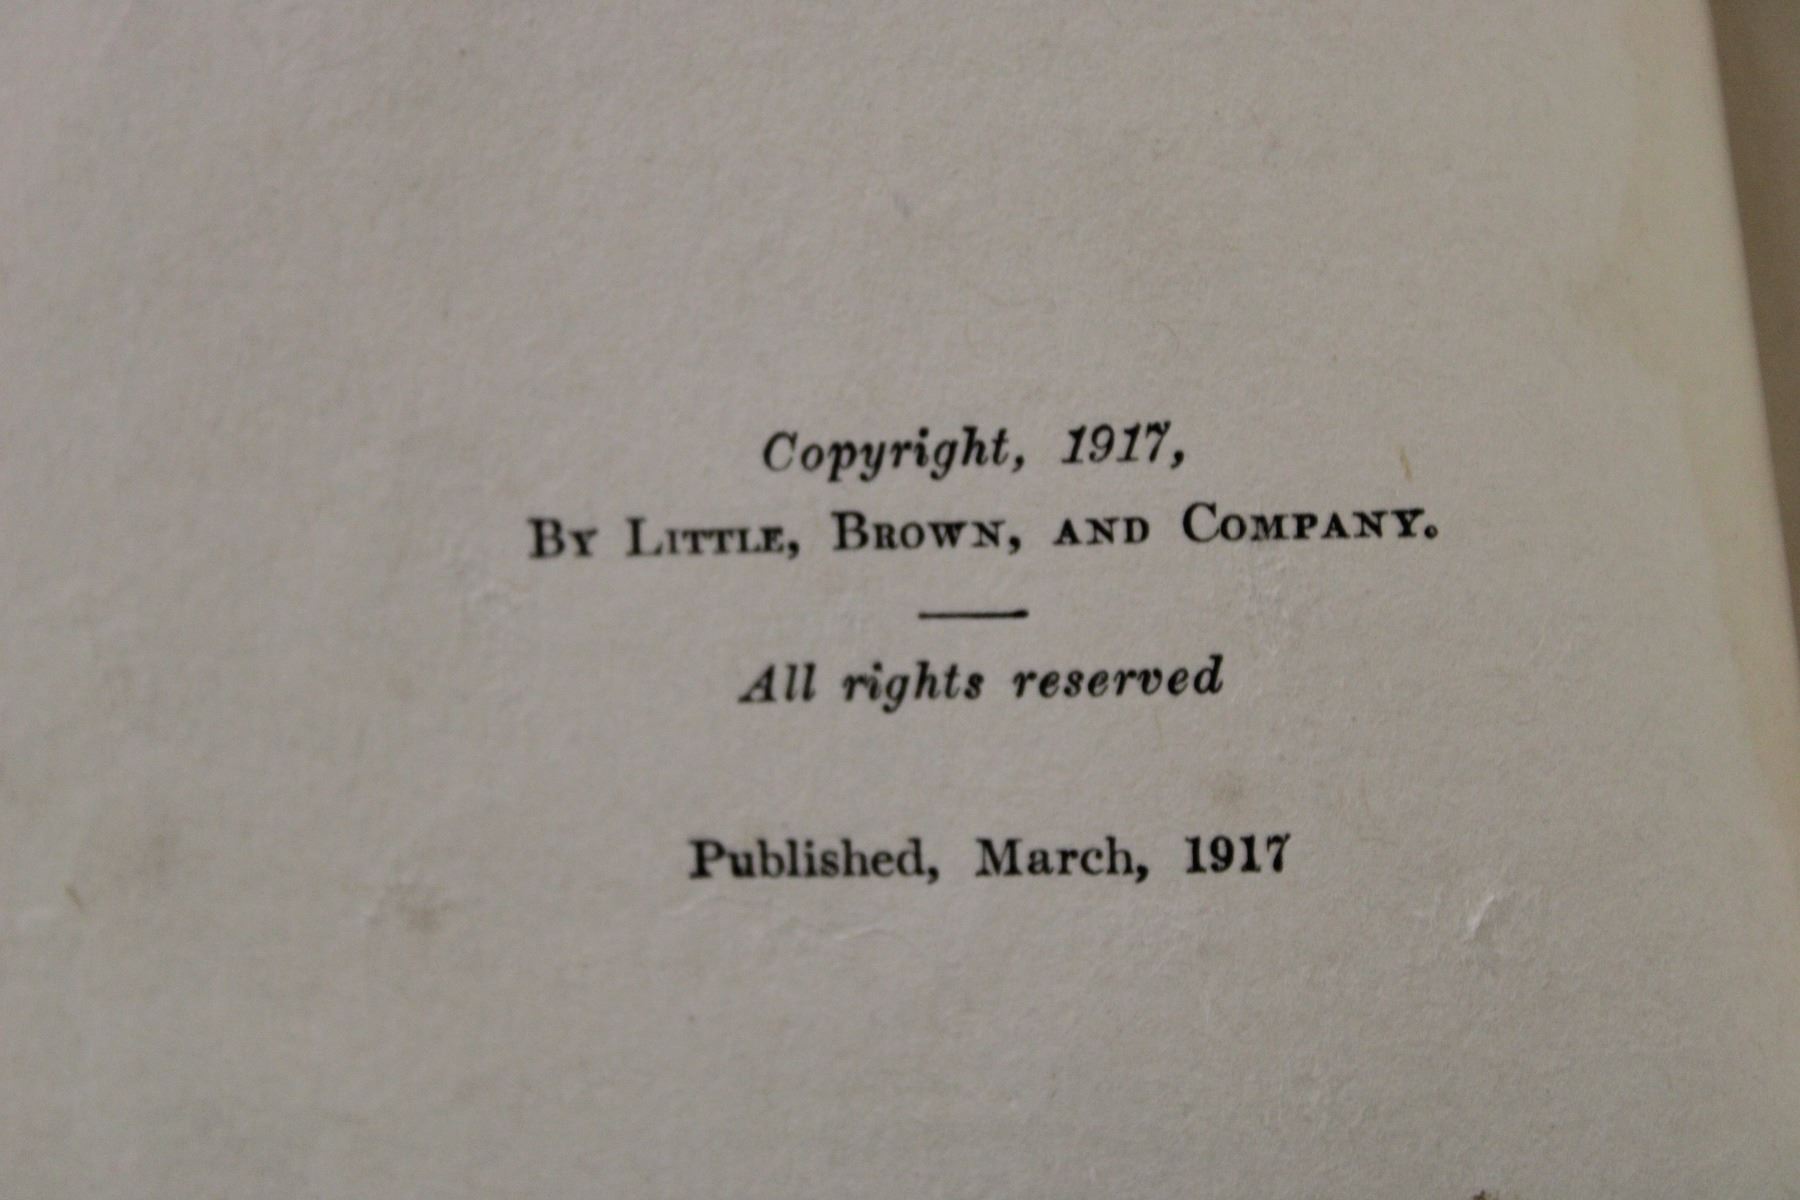 Copyright, 1917,
By Little, Brown, and Company.
All rights reserved
Published, March, 1917